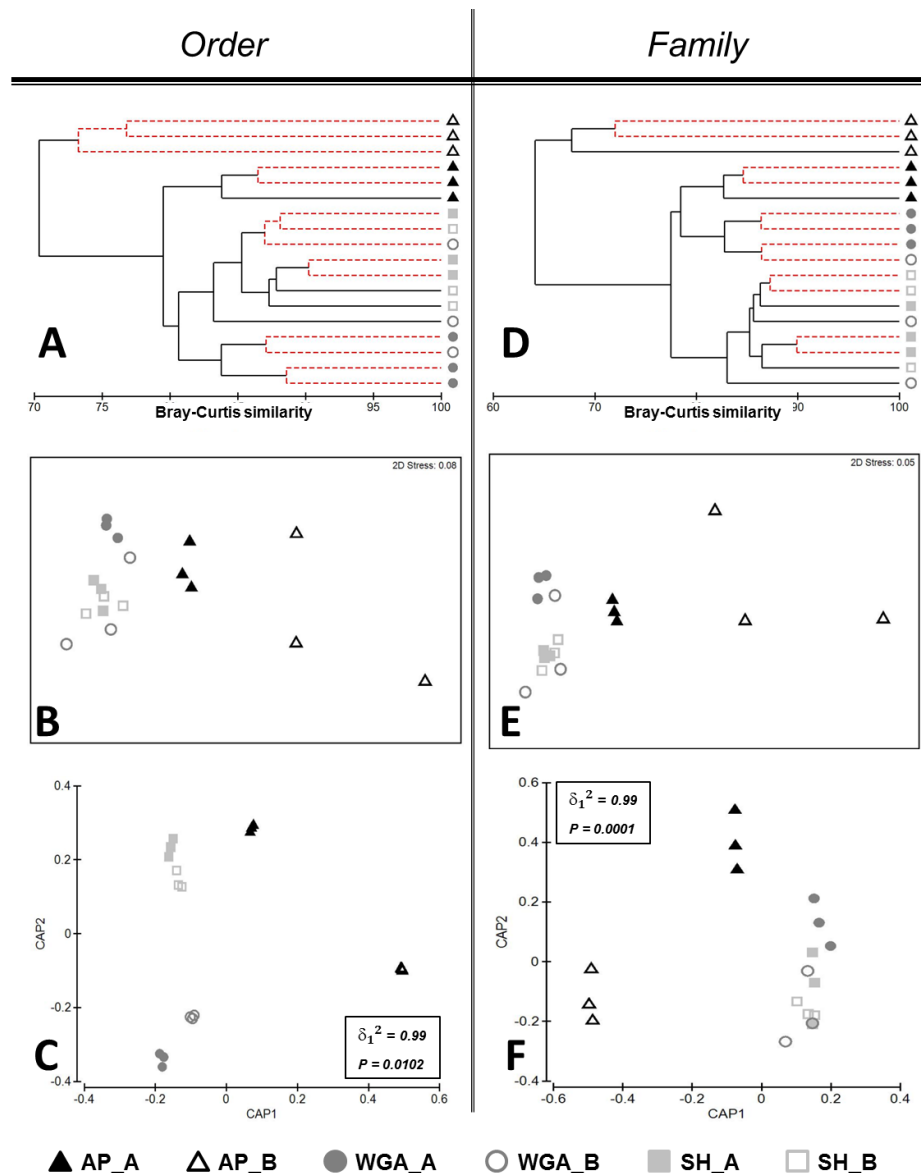 Order
Family
A
70 75 95 100
Bray-Curtis similarity
D
60 70 90 100
Bray-Curtis similarity
2D Stress: 0.08
B
2D Stress: 0.05
E
0.4
0.2
0
-0.2
-0.4
CAP2
C
δ₁² = 0.99
P = 0.0102
-0.4 -0.2 0 0.2 0.4 0.6
CAP1
0.6
0.4
0.2
0
-0.2
-0.4
CAP2
δ₁² = 0.99
P = 0.0001
F
-0.6 -0.4 -0.2 0 0.2 0.4
CAP1
AP_A AP_B WGA_A WGA_B SH_A SH_B